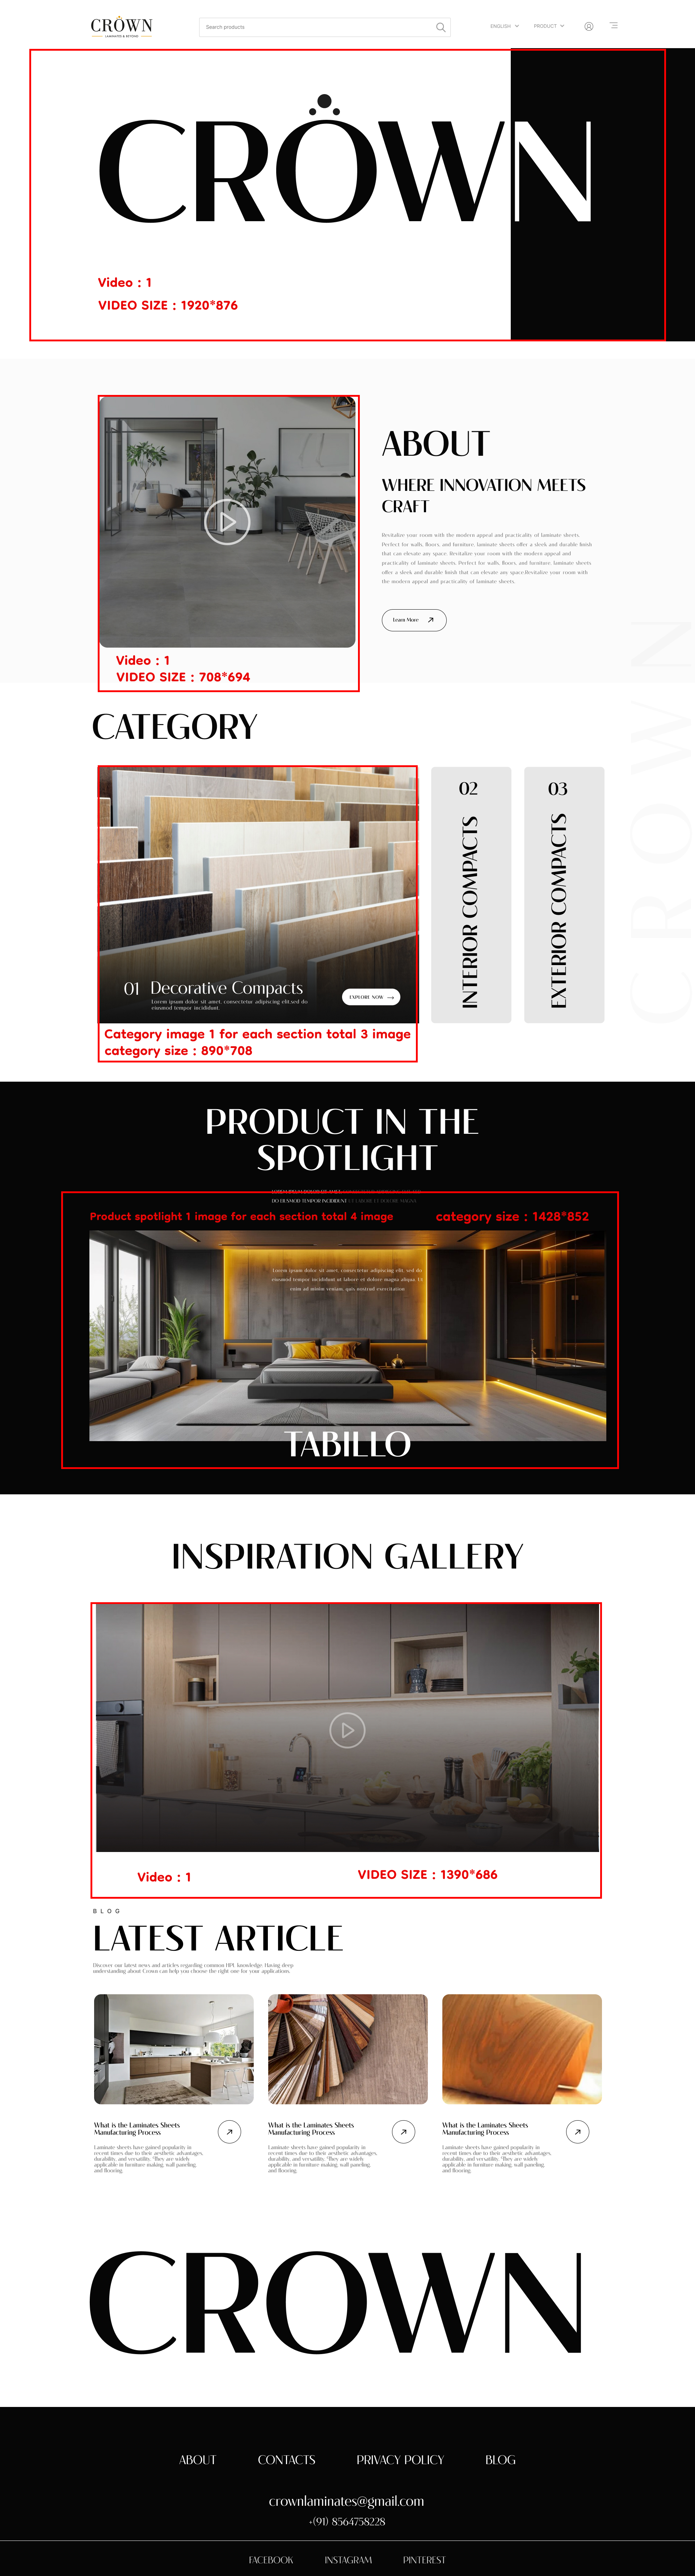 CROWN
LAMINATES & BEYOND
Search products
ENGLISH
PRODUCT
CROWN
Video : 1
VIDEO SIZE : 1920*876
ABOUT
WHERE INNOVATION MEETS
CRAFT
Revitalize your room with the modern appeal and practicality of laminate sheets.
Perfect for walls, floors, and furniture, laminate sheets offer a sleek and durable finish
that can elevate any space. Revitalize your room with the modern appeal and
practicality of laminate sheets. Perfect for walls, floors, and furniture, laminate sheets
offer a sleek and durable finish that can elevate any space.Revitalize your room with
the modern appeal and practicality of laminate sheets.
Learn More
Video : 1
VIDEO SIZE : 708*694
CROWN
CATEGORY
01 Decorative Compacts
Lorem ipsum dolor sit amet, consectetur adipiscing elit,sed do
eiusmod tempor incididunt.
EXPLORE NOW
02
INTERIOR COMPACTS
03
EXTERIOR COMPACTS
Category image 1 for each section total 3 image
category size : 890*708
PRODUCT IN THE
SPOTLIGHT
DO EIUSMOD TEMPOR INCIDIDUNT UT LABORE ET DOLORE MAGNA
Product spotlight 1 image for each section total 4 image
category size : 1428*852
Lorem ipsum dolor sit amet, consectetur adipiscing elit, sed do
eiusmod tempor incididunt ut labore et dolore magna aliqua. Ut
enim ad minim veniam, quis nostrud exercitation
TABILLO
INSPIRATION GALLERY
Video : 1
VIDEO SIZE : 1390*686
BLOG
LATEST ARTICLE
Discover our latest news and articles regarding common HPL knowledge. Having deep
understanding about Crown can help you choose the right one for your applications.
What is the Laminates Sheets
Manufacturing Process
Laminate sheets have gained popularity in
recent times due to their aesthetic advantages,
durability, and versatility. They are widely
applicable in furniture making, wall paneling,
and flooring.
What is the Laminates Sheets
Manufacturing Process
Laminate sheets have gained popularity in
recent times due to their aesthetic advantages,
durability, and versatility. They are widely
applicable in furniture making, wall paneling,
and flooring.
What is the Laminates Sheets
Manufacturing Process
Laminate sheets have gained popularity in
recent times due to their aesthetic advantages,
durability, and versatility. They are widely
applicable in furniture making, wall paneling,
and flooring.
CROWN
ABOUT
CONTACTS
PRIVACY POLICY
BLOG
crownlaminates@gmail.com
+(91) 8564758228
FACEBOOK
INSTAGRAM
PINTEREST